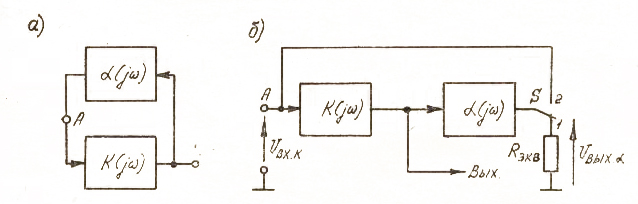 а)
𝛼(jω)
A
K(jω)
б)
A
K(jω)
𝛼(jω)
S
2
1
Uвх.к
Rэкв
Uвых α
Вых